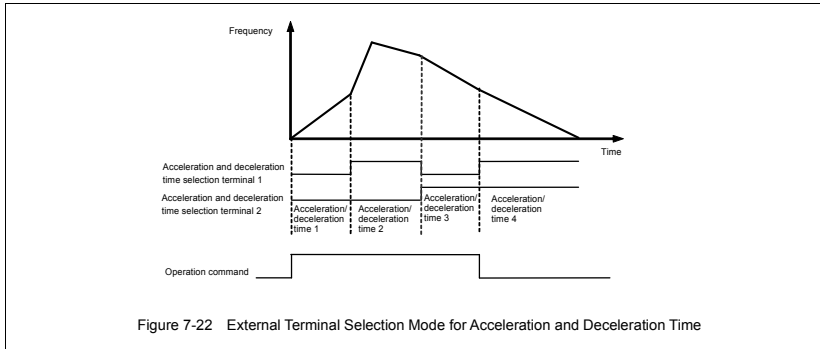 Frequency
Time
Acceleration and deceleration
time selection terminal 1
Acceleration and deceleration
time selection terminal 2
Acceleration/
deceleration
time 1
Acceleration/
deceleration
time 2
Acceleration/
deceleration
time 3
Acceleration/
deceleration
time 4
Operation command
Figure 7-22 External Terminal Selection Mode for Acceleration and Deceleration Time